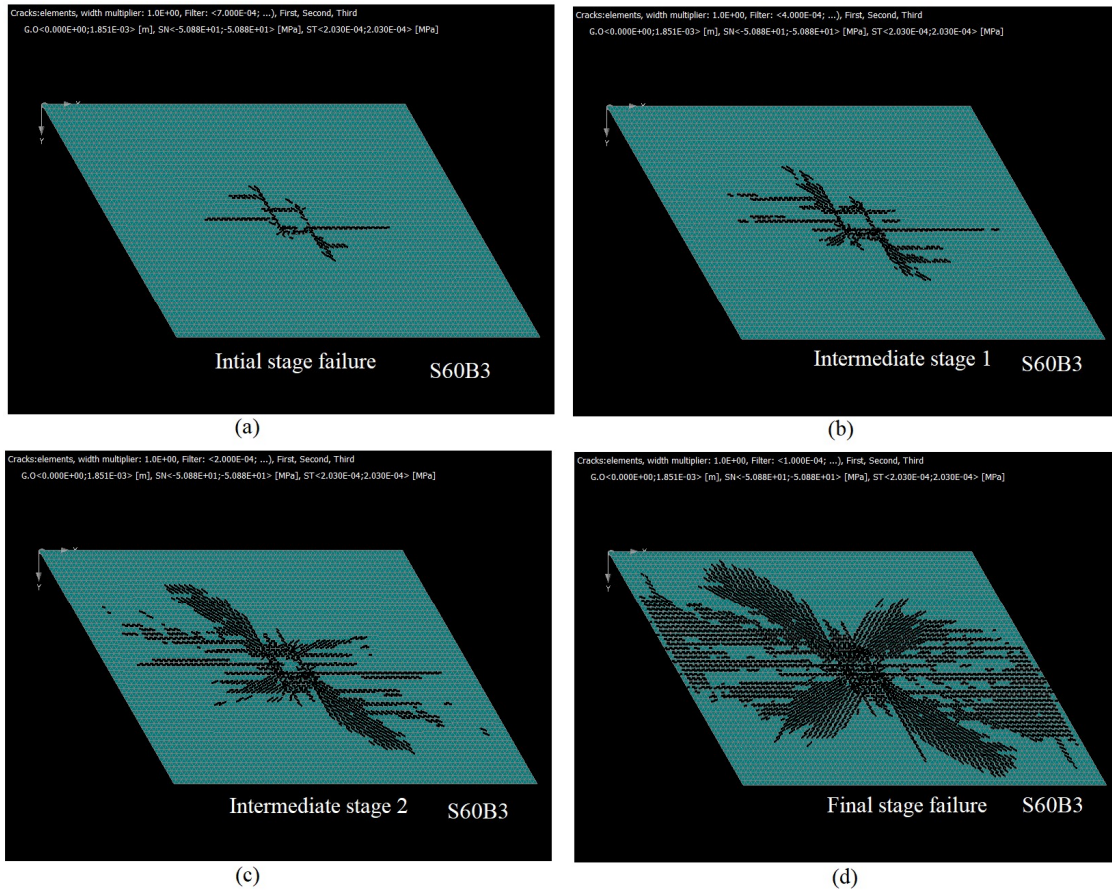 Cracks:elements, width multiplier: 1.0E+00, Filter: <7.000E-04; ...), First, Second, Third
G.O<0.000E+00;1.851E-03> [m], SN<-5.088E+01;-5.088E+01> [MPa], ST<2.030E-04;2.030E-04> [MPa]
X
Y
Intial stage failure
S60B3
(a)
Cracks:elements, width multiplier: 1.0E+00, Filter: <4.000E-04; ...), First, Second, Third
G.O<0.000E+00;1.851E-03> [m], SN<-5.088E+01;-5.088E+01> [MPa], ST<2.030E-04;2.030E-04> [MPa]
X
Y
Intermediate stage 1
S60B3
(b)
Cracks:elements, width multiplier: 1.0E+00, Filter: <2.000E-04; ...), First, Second, Third
G.O<0.000E+00;1.851E-03> [m], SN<-5.088E+01;-5.088E+01> [MPa], ST<2.030E-04;2.030E-04> [MPa]
X
Y
Intermediate stage 2
S60B3
(c)
Cracks:elements, width multiplier: 1.0E+00, Filter: <1.000E-04; ...), First, Second, Third
G.O<0.000E+00;1.851E-03> [m], SN<-5.088E+01;-5.088E+01> [MPa], ST<2.030E-04;2.030E-04> [MPa]
X
Y
Final stage failure
S60B3
(d)